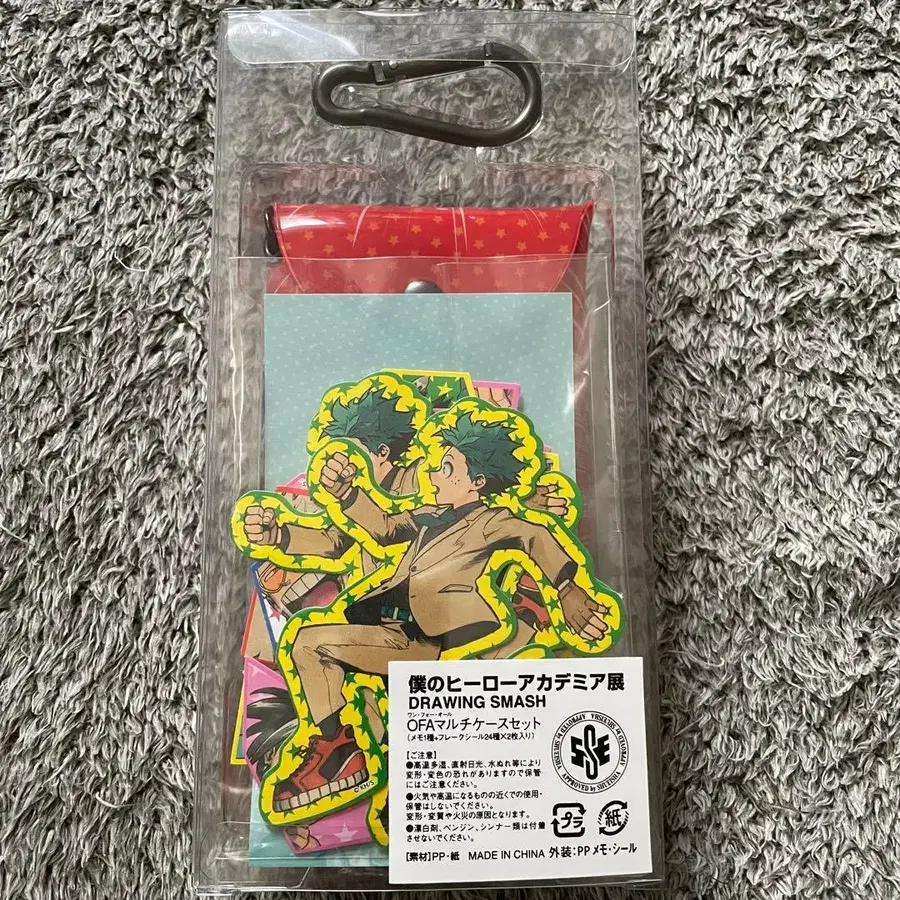 僕のヒーローアカデミア展
DRAWING SMASH
ワン・フォー・オール
OFAマルチケースセット
(メモ1種+フレークシール24種×2枚入り)
【ご注意】
●高温多湿、直射日光、水ぬれ等により
変形・変色の恐れがありますので保管
にはご注意ください。
●火気や高温になるものの近くでの使用・
保管はしないでください。
変形・変質や火災の原因となります。
●漂白剤、ベンジン、シンナー類は付着
させないでください。
【素材】PP・紙 MADE IN CHINA 外装:PP メモ・シール
APPROVED by SHUEISHA
APPROVED by SHUEISHA
APPROVED by SHUEISHA
プラ
紙